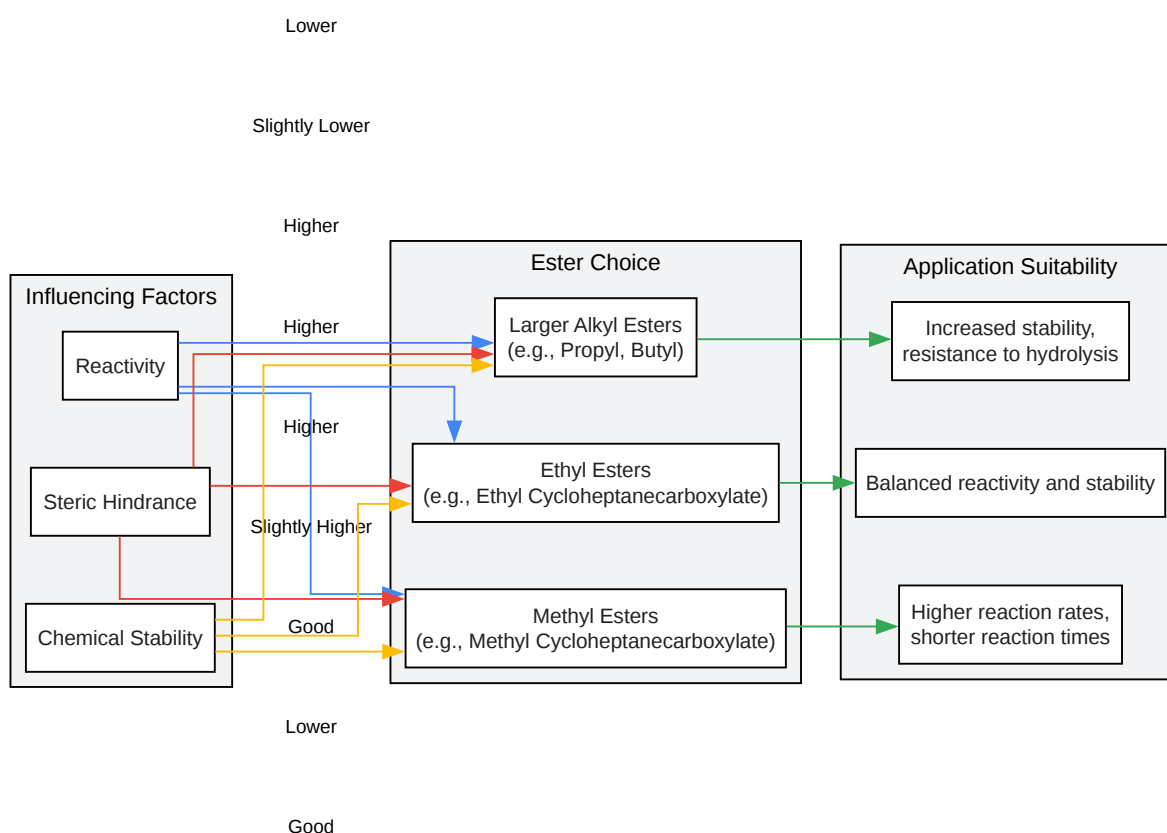 Lower
Slightly Lower
Higher
Influencing Factors
Reactivity
Steric Hindrance
Chemical Stability
Higher
Higher
Slightly Higher
Good
Ester Choice
Larger Alkyl Esters
(e.g., Propyl, Butyl)
Ethyl Esters
(e.g., Ethyl Cycloheptanecarboxylate)
Methyl Esters
(e.g., Methyl Cycloheptanecarboxylate)
Application Suitability
Increased stability,
resistance to hydrolysis
Balanced reactivity and stability
Higher reaction rates,
shorter reaction times
Lower
Good